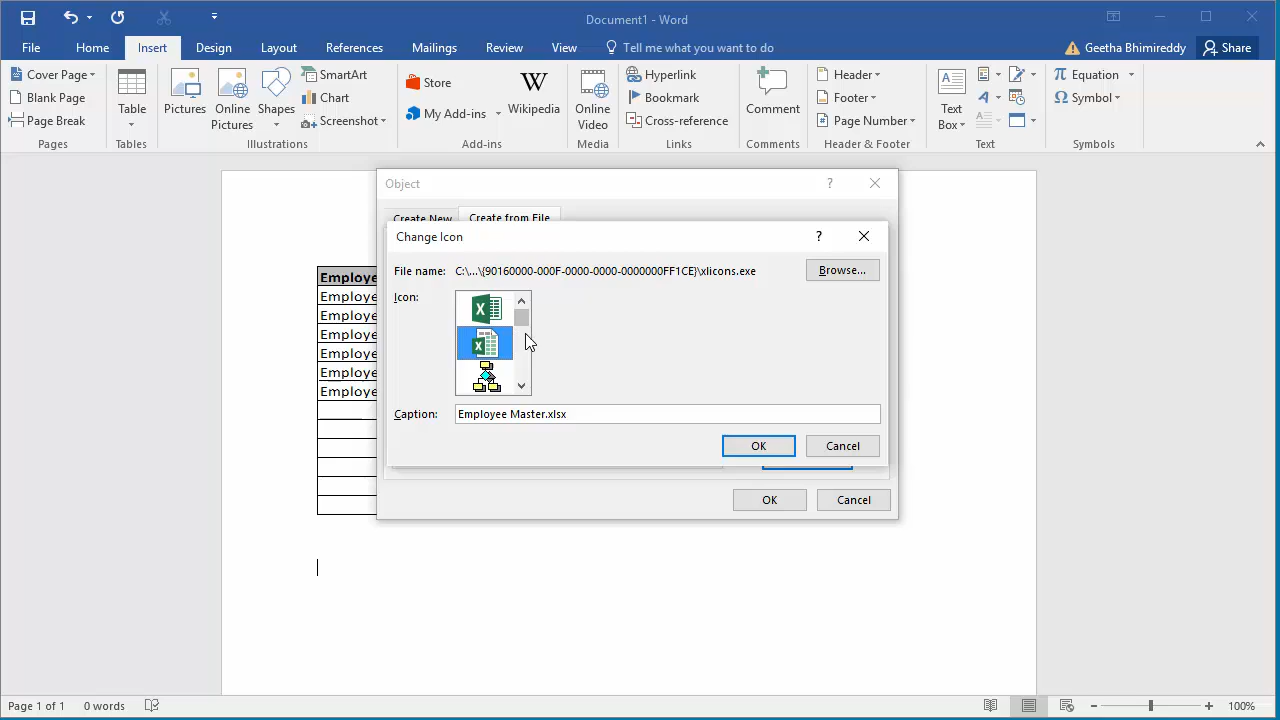 Document1 - Word
File Home Insert Design Layout References Mailings Review View Tell me what you want to do Geetha Bhimireddy Share
Cover Page
Blank Page
Page Break
Pages
Table
Tables
Pictures
Online
Pictures
Shapes
SmartArt
Chart
Screenshot
Illustrations
Store
My Add-ins
W
Wikipedia
Add-ins
Online
Video
Media
Hyperlink
Bookmark
Cross-reference
Links
Comment
Comments
Header
Footer
Page Number
Header & Footer
Text
Box
Text
Equation
Symbol
Symbols
Object
Create New Create from File
Change Icon
File name: C:\...\{90160000-000F-0000-0000-0000000FF1CE}\xlicons.exe Browse...
Icon:
Caption: Employee Master.xlsx
OK Cancel
OK Cancel
Employe
Employe
Employe
Employe
Employe
Employe
Employe
Page 1 of 1 0 words 100%